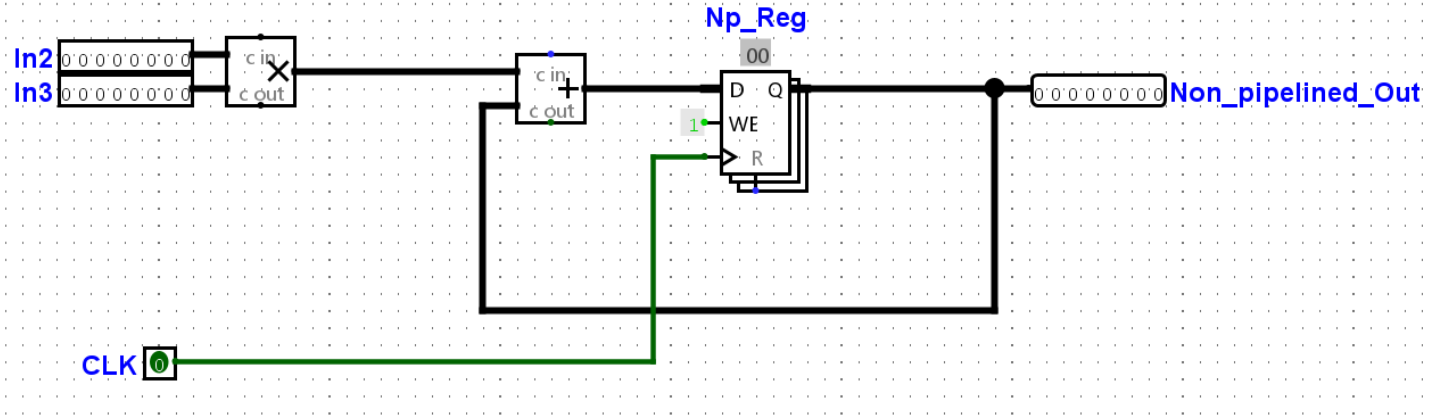 Np_Reg
00
In2 0 0 0 0 0 0 0 0
c in
In3 0 0 0 0 0 0 0 0
c out
c in
c out
D Q
0 0 0 0 0 0 0 0 Non_pipelined_Out
1 WE
R
CLK 0